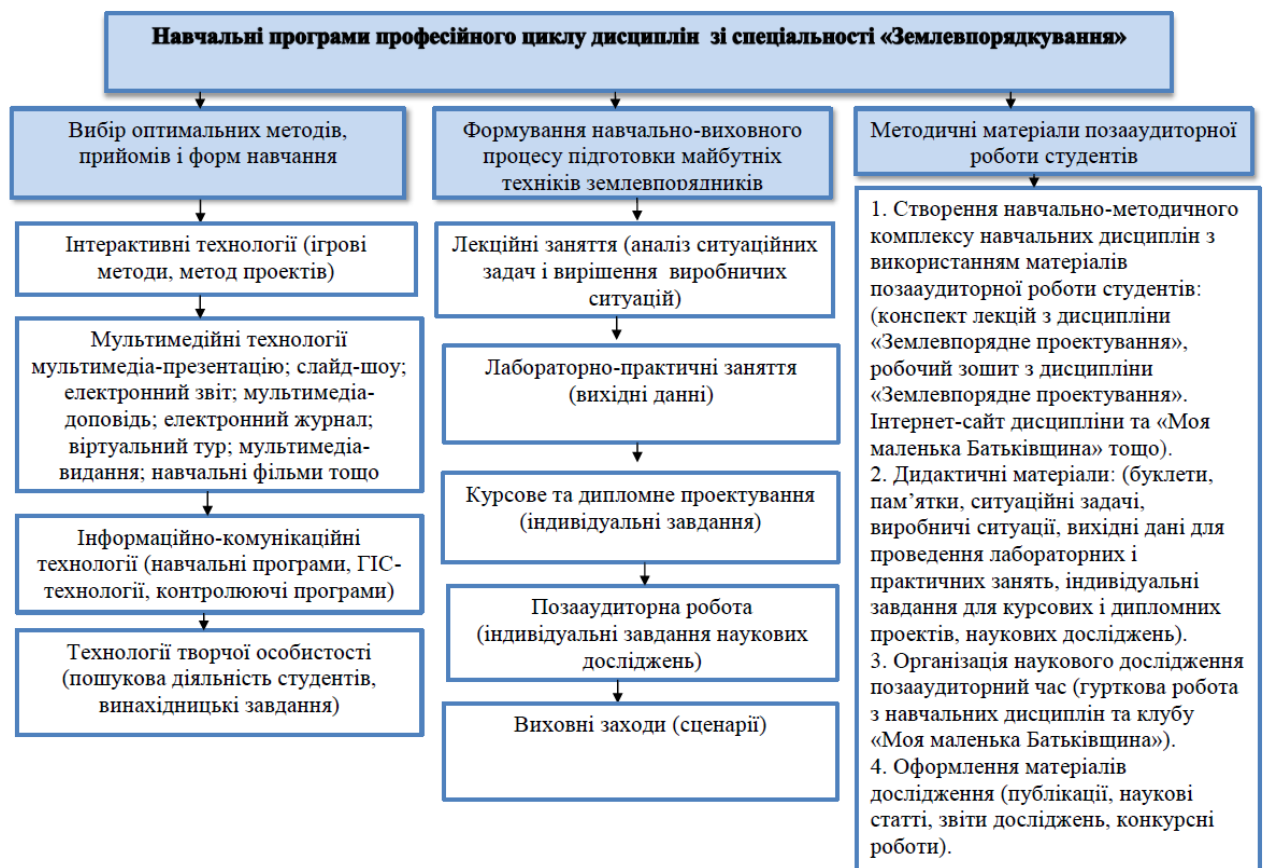 Навчальні програми професійного циклу дисциплін зі спеціальності «Землевпорядкування»
Вибір оптимальних методів,
прийомів і форм навчання
Інтерактивні технології (ігрові
методи, метод проектів)
Мультимедійні технології
мультимедіа-презентацію; слайд-шоу;
електронний звіт; мультимедіа-
доповідь; електронний журнал;
віртуальний тур; мультимедіа-
видання; навчальні фільми тощо
Інформаційно-комунікаційні
технології (навчальні програми, ГІС-
технології, контролюючі програми)
Технології творчої особистості
(пошукова діяльність студентів,
винахідницькі завдання)
Формування навчально-виховного
процесу підготовки майбутніх
техніків землевпорядників
Лекційні заняття (аналіз ситуаційних
задач і вирішення виробничих
ситуацій)
Лабораторно-практичні заняття
(вихідні данні)
Курсове та дипломне проектування
(індивідуальні завдання)
Позааудиторна робота
(індивідуальні завдання наукових
досліджень)
Виховні заходи (сценарії)
Методичні матеріали позааудиторної
роботи студентів
1. Створення навчально-методичного
комплексу навчальних дисциплін з
використанням матеріалів
позааудиторної роботи студентів:
(конспект лекцій з дисципліни
«Землевпорядне проектування»,
робочий зошит з дисципліни
«Землевпорядне проектування».
Інтернет-сайт дисципліни та «Моя
маленька Батьківщина» тощо).
2. Дидактичні матеріали: (буклети,
пам’ятки, ситуаційні задачі,
виробничі ситуації, вихідні дані для
проведення лабораторних і
практичних занять, індивідуальні
завдання для курсових і дипломних
проектів, наукових досліджень).
3. Організація наукового дослідження
позааудиторний час (гурткова робота
з навчальних дисциплін та клубу
«Моя маленька Батьківщина»).
4. Оформлення матеріалів
дослідження (публікації, наукові
статті, звіти досліджень, конкурсні
роботи).